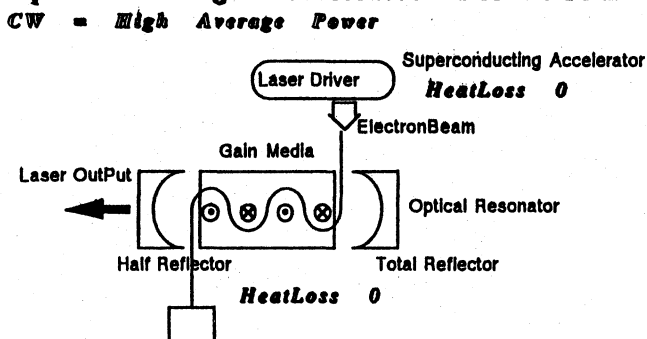 CW = High Average Power
Superconducting Accelerator
Laser Driver
HeatLoss 0
ElectronBeam
Gain Media
Laser OutPut
Optical Resonator
Half Reflector
Total Reflector
HeatLoss 0